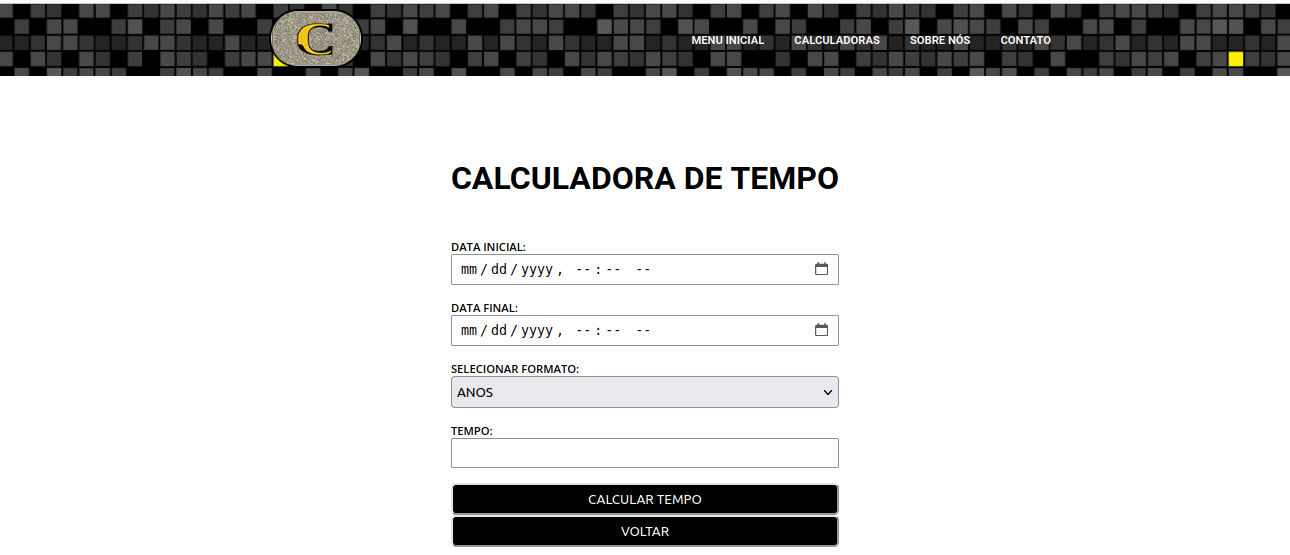 C
MENU INICIAL CALCULADORAS SOBRE NÓS CONTATO
CALCULADORA DE TEMPO
DATA INICIAL:
mm/dd/yyyy, --:-- --
DATA FINAL:
mm/dd/yyyy, --:-- --
SELECIONAR FORMATO:
ANOS
TEMPO:
CALCULAR TEMPO
VOLTAR